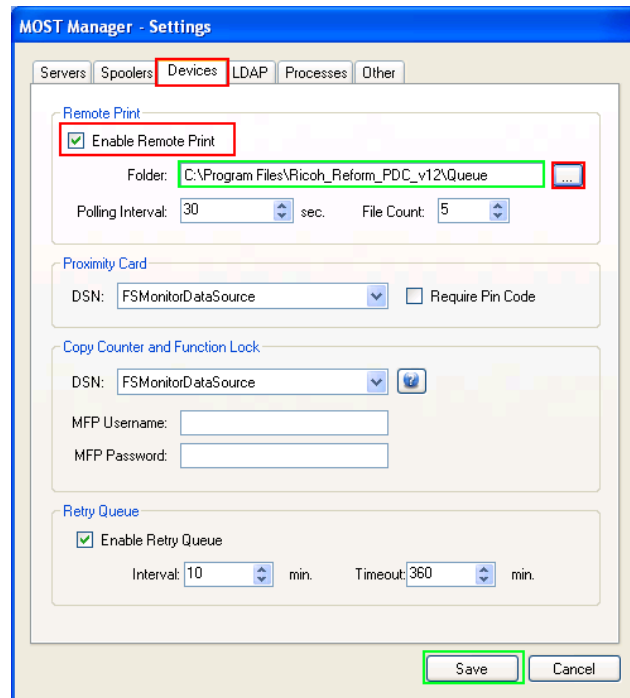 MOST Manager - Settings
Servers Spoolers Devices LDAP Processes Other
Remote Print
Enable Remote Print
Folder: C:\Program Files\Ricoh_Reform_PDC_v12\Queue ...
Polling Interval: 30 sec. File Count: 5
Proximity Card
DSN: FSMonitorDataSource Require Pin Code
Copy Counter and Function Lock
DSN: FSMonitorDataSource ?
MFP Username:
MFP Password:
Retry Queue
Enable Retry Queue
Interval: 10 min. Timeout: 360 min.
Save Cancel